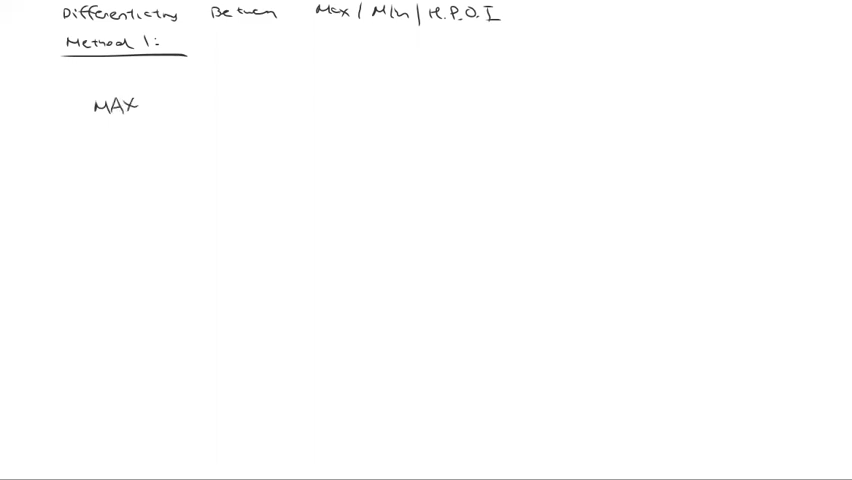 Differentiating Between Max / Min / H.P.O.I
Method 1:
MAX